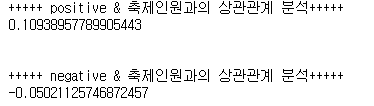 +++++ positive & 축제인원과의 상관관계 분석+++++
0.10938957789905443
+++++ negative & 축제인원과의 상관관계 분석+++++
-0.05021125746872457